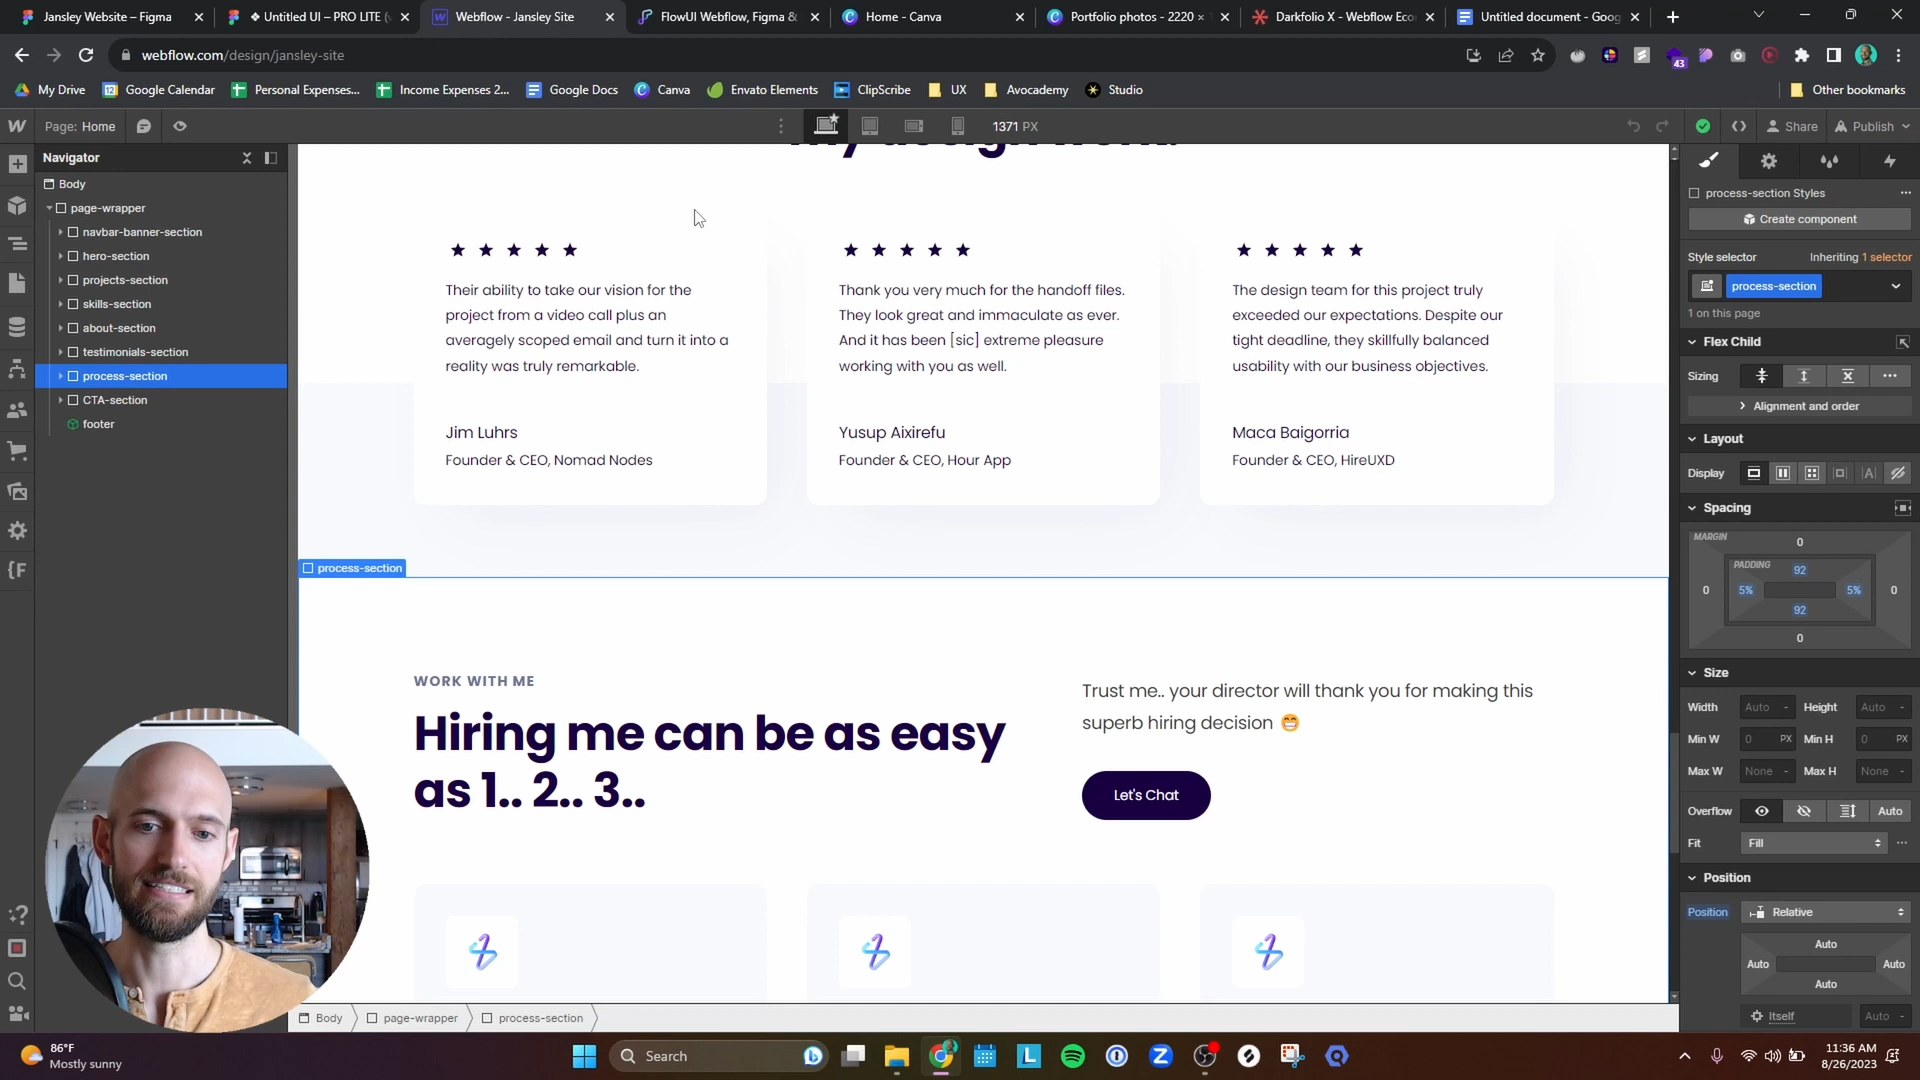 Jansley Website – Figma
Untitled UI – PRO LITE (v
Webflow - Jansley Site
FlowUI Webflow, Figma &
Home - Canva
Portfolio photos - 2220 ×
Darkfolio X - Webflow Eco
Untitled document - Goog
webflow.com/design/jansley-site
43
My Drive
Google Calendar
Personal Expenses...
Income Expenses 2...
Google Docs
Canva
Envato Elements
ClipScribe
UX
Avocademy
Studio
Other bookmarks
Page: Home
1371 PX
Share
Publish
Navigator
Body
page-wrapper
navbar-banner-section
hero-section
projects-section
skills-section
about-section
testimonials-section
process-section
CTA-section
footer
★ ★ ★ ★ ★
Their ability to take our vision for the
project from a video call plus an
averagely scoped email and turn it into a
reality was truly remarkable.
Jim Luhrs
Founder & CEO, Nomad Nodes
★ ★ ★ ★ ★
Thank you very much for the handoff files.
They look great and immaculate as ever.
And it has been [sic] extreme pleasure
working with you as well.
Yusup Aixirefu
Founder & CEO, Hour App
★ ★ ★ ★ ★
The design team for this project truly
exceeded our expectations. Despite our
tight deadline, they skillfully balanced
usability with our business objectives.
Maca Baigorria
Founder & CEO, HireUXD
process-section
WORK WITH ME
Hiring me can be as easy
as 1.. 2.. 3..
Trust me.. your director will thank you for making this
superb hiring decision 😁
Let's Chat
Body
page-wrapper
process-section
process-section Styles
Create component
Style selector
Inheriting 1 selector
process-section
1 on this page
Flex Child
Sizing
Alignment and order
Layout
Display
Spacing
MARGIN
0
PADDING
92
0
5%
5%
0
92
0
Size
Width Auto -
Height Auto -
Min W 0 PX
Min H 0 PX
Max W None -
Max H None -
Overflow
Auto
Fit
Fill
Position
Position
Relative
Auto
Auto
Auto
Auto
Itself
Auto -
86°F
Mostly sunny
Search
11:36 AM
8/26/2023